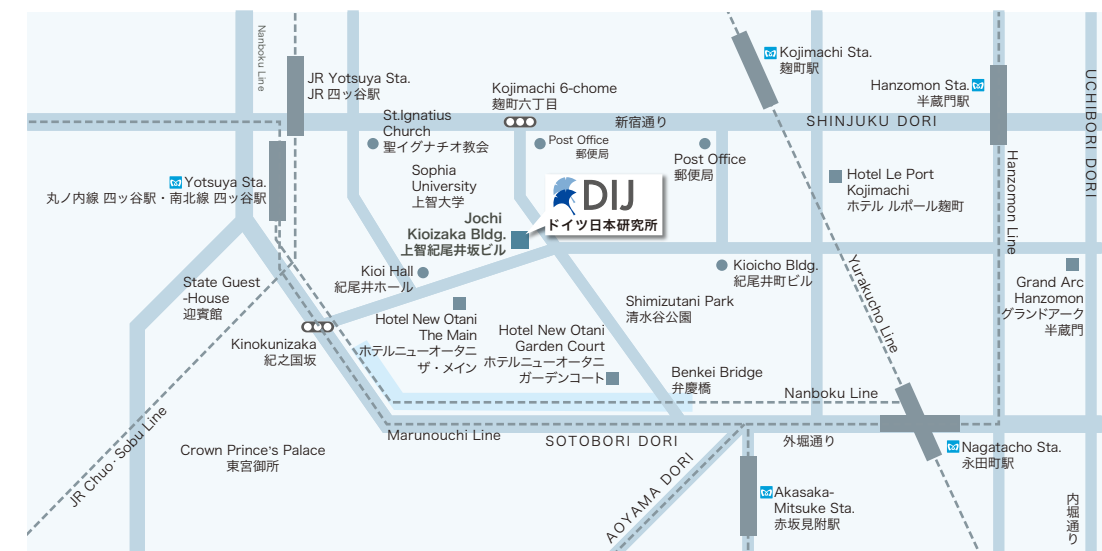 Nanboku Line
JR Yotsuya Sta.
JR 四ッ谷駅
Kojimachi 6-chome
麹町六丁目
Kojimachi Sta.
麹町駅
Hanzomon Sta.
半蔵門駅
UCHIBORI DORI
St.Ignatius
Church
聖イグナチオ教会
新宿通り
SHINJUKU DORI
Post Office
郵便局
Post Office
郵便局
Yotsuya Sta.
丸ノ内線 四ッ谷駅・南北線 四ッ谷駅
Sophia
University
上智大学
DIJ
ドイツ日本研究所
Hotel Le Port
Kojimachi
ホテル ルポール麹町
Hanzomon Line
Jochi
Kioizaka Bldg.
上智紀尾井坂ビル
Kioi Hall
紀尾井ホール
Kioicho Bldg.
紀尾井町ビル
Yurakucho Line
State Guest
-House
迎賓館
Grand Arc
Hanzomon
グランドアーク
半蔵門
Shimizutani Park
清水谷公園
Hotel New Otani
The Main
ホテルニューオータニ
ザ・メイン
Hotel New Otani
Garden Court
ホテルニューオータニ
ガーデンコート
Kinokunizaka
紀之国坂
Benkei Bridge
弁慶橋
Nanboku Line
JR Chuo･Sobu Line
Marunouchi Line
SOTOBORI DORI
外堀通り
Crown Prince's Palace
東宮御所
Nagatacho Sta.
永田町駅
AOYAMA DORI
Akasaka-
Mitsuke Sta.
赤坂見附駅
内堀通り